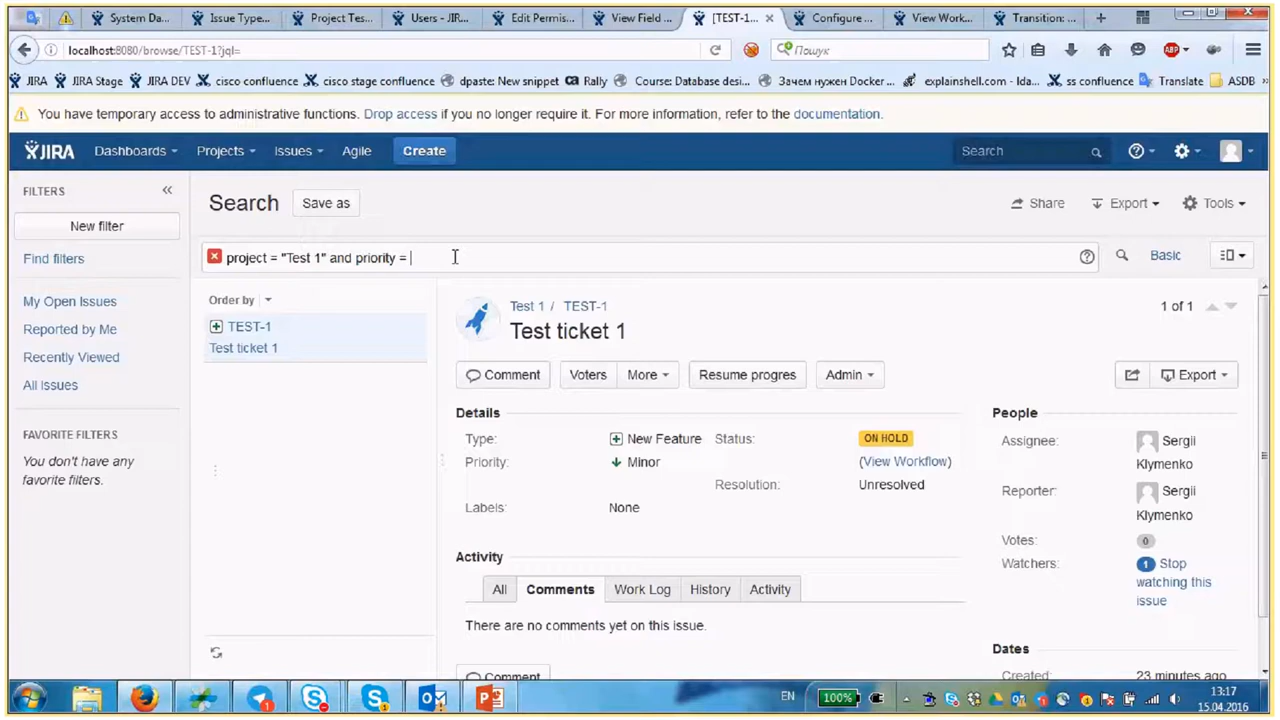 System Da...
Issue Type...
Project Tes...
Users - JIR...
Edit Permis...
View Field ...
[TEST-1...
Configure ...
View Work...
Transition: ...
localhost:8080/browse/TEST-1?jql=
Пошук
ABP
JIRA
JIRA Stage
JIRA DEV
cisco confluence
cisco stage confluence
dpaste: New snippet
ca Rally
Course: Database desi...
Зачем нужен Docker ...
explainshell.com - Ida...
ss confluence
Translate
ASDB
You have temporary access to administrative functions. Drop access if you no longer require it. For more information, refer to the documentation.
JIRA
Dashboards
Projects
Issues
Agile
Create
Search
FILTERS
New filter
Find filters
My Open Issues
Reported by Me
Recently Viewed
All Issues
FAVORITE FILTERS
You don't have any
favorite filters.
Search
Save as
Share
Export
Tools
project = "Test 1" and priority =
Basic
Order by
TEST-1
Test ticket 1
Test 1 / TEST-1
1 of 1
Test ticket 1
Comment
Voters
More
Resume progres
Admin
Export
Details
Type: New Feature
Status: ON HOLD
Priority: Minor
(View Workflow)
Resolution: Unresolved
Labels: None
Activity
All
Comments
Work Log
History
Activity
There are no comments yet on this issue.
Comment
People
Assignee: Sergii
Klymenko
Reporter: Sergii
Klymenko
Votes: 0
Watchers: 1 Stop
watching this
issue
Dates
Created: 23 minutes ago
EN
100%
13:17
15.04.2016